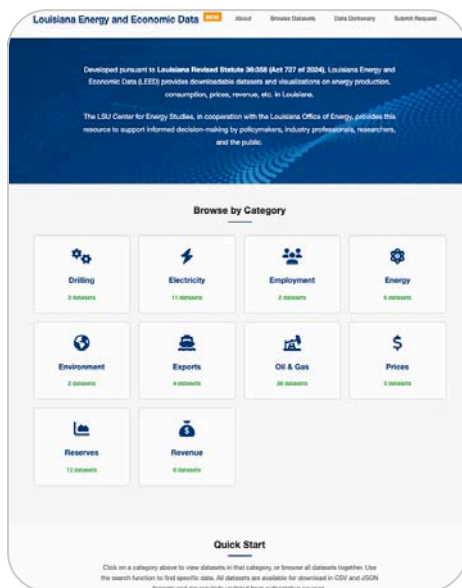 Louisiana Energy and Economic Data BETA About Browse Datasets Data Dictionary Submit Request
Developed pursuant to Louisiana Revised Statute 36:358 (Act 727 of 2024), Louisiana Energy and
Economic Data (LEED) provides downloadable datasets and visualizations on energy production,
consumption, prices, revenue, etc. in Louisiana.
The LSU Center for Energy Studies, in cooperation with the Louisiana Office of Energy, provides this
resource to support informed decision-making by policymakers, industry professionals, researchers,
and the public.
Browse by Category
Drilling
datasets
Electricity
11 datasets
Employment
2 datasets
Energy
datasets
Environment
2 datasets
Exports
datasets
Oil & Gas
datasets
Prices
datasets
Reserves
12 datasets
Revenue
datasets
Quick Start
Click on a category above to view datasets in that category, or browse all datasets together. Use
the search function to find specific data. All datasets are available for download in CSV and JSON